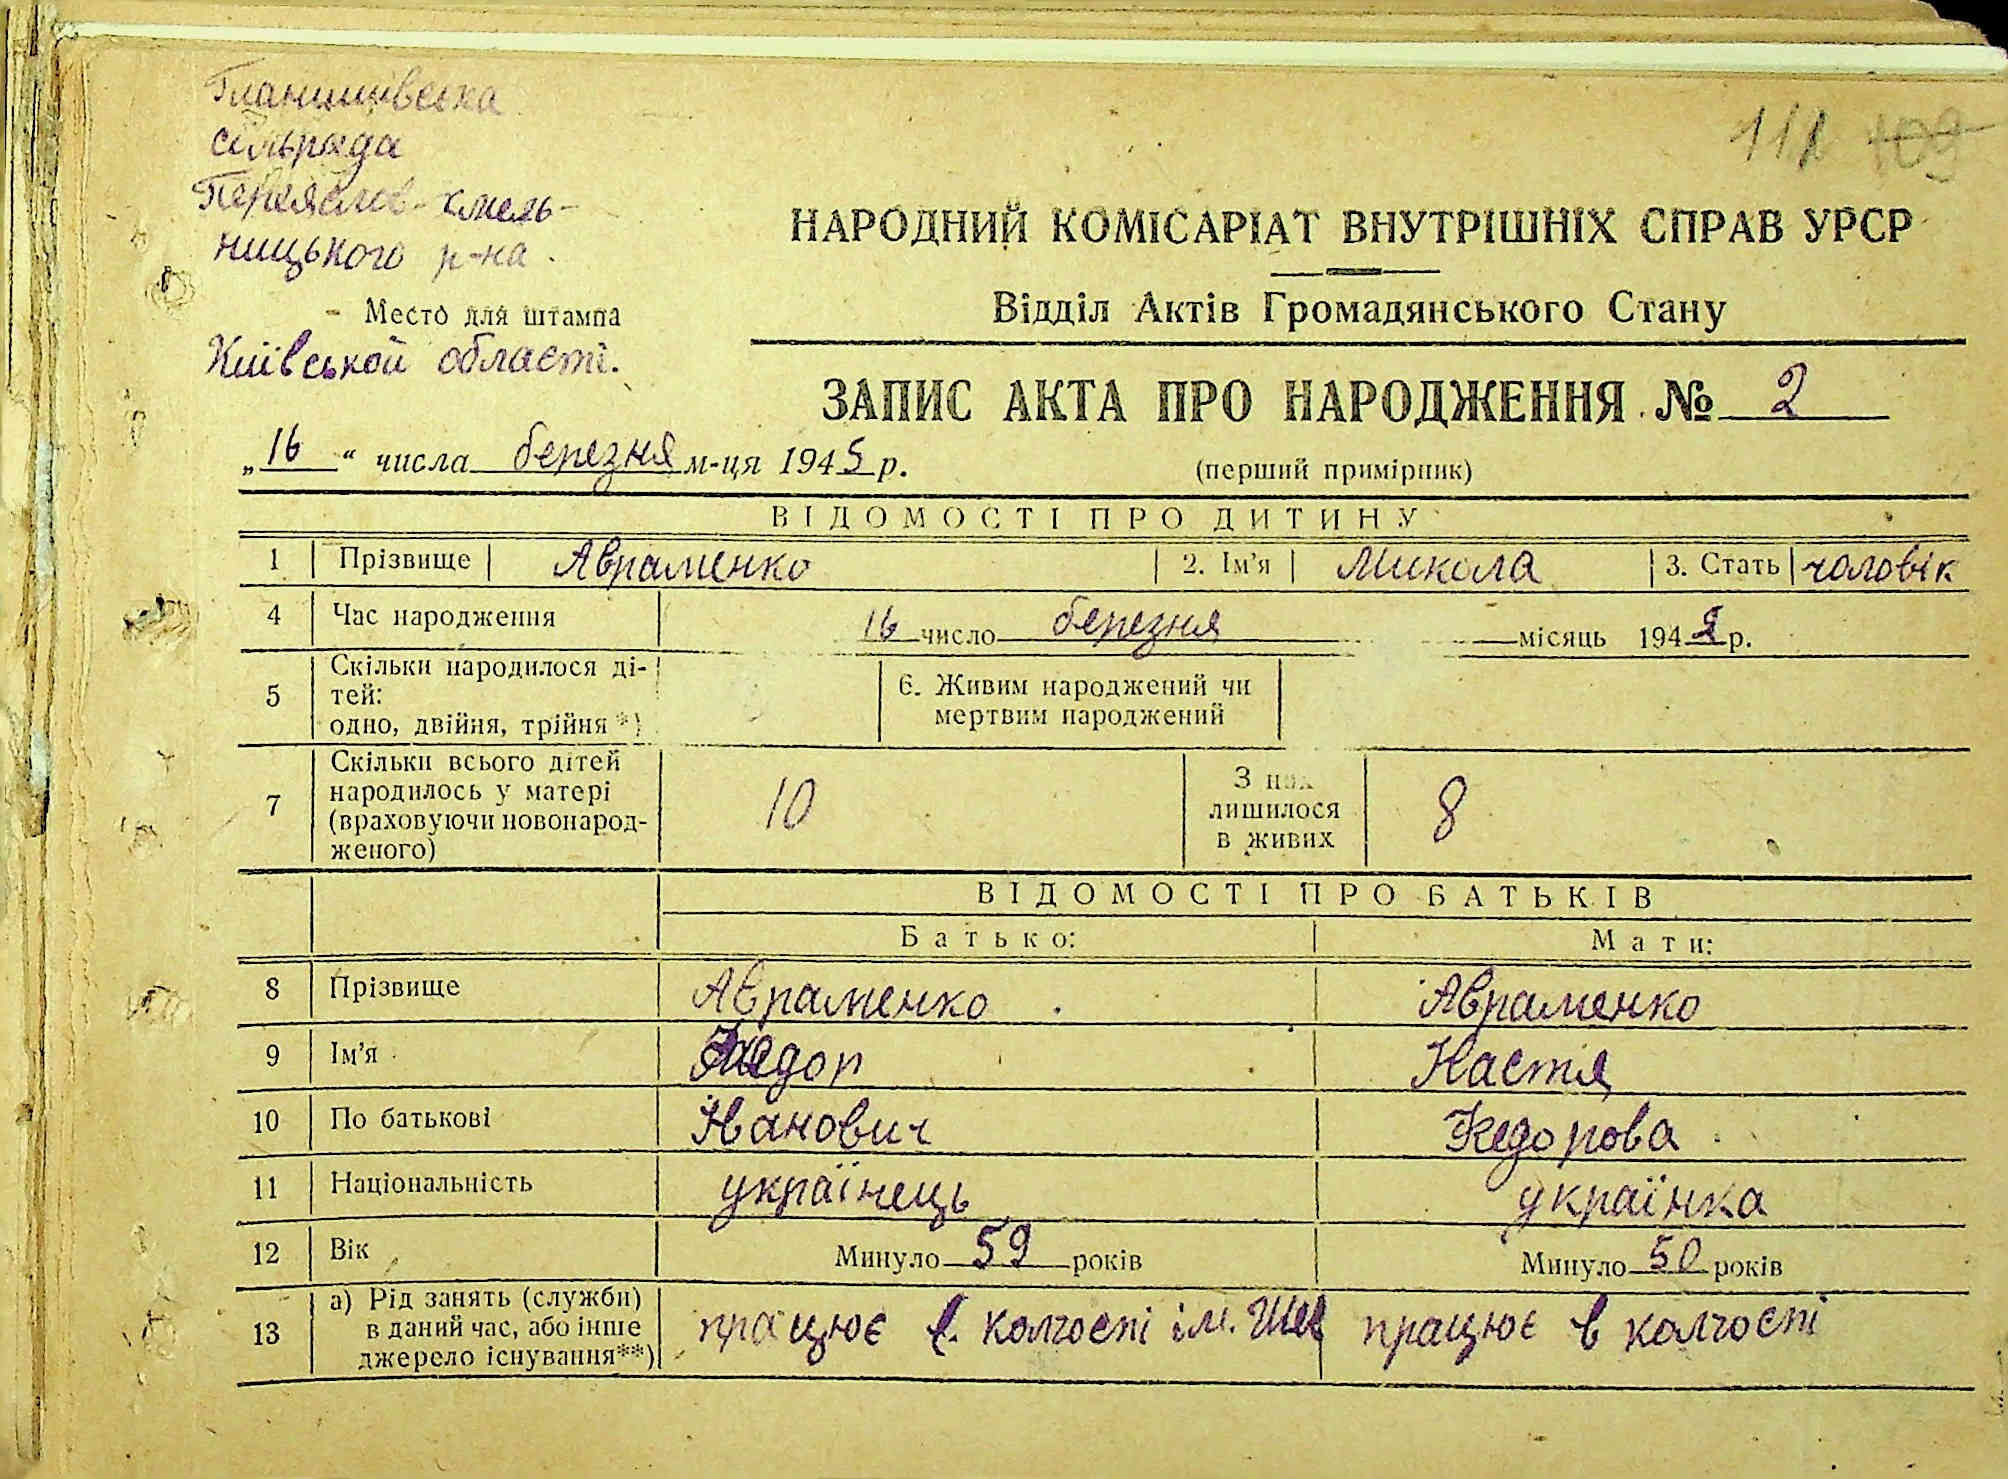 Гланишівська
сільрада
Переяслов-хмель-
ницького р-на.
Место для штампа
Київської області.
111 109
НАРОДНИЙ КОМІСАРІАТ ВНУТРІШНІХ СПРАВ УРСР
Відділ Актів Громадянського Стану
ЗАПИС АКТА ПРО НАРОДЖЕННЯ № 2
„16“ числа березня м-ця 1945 р.
(перший примірник)
ВІДОМОСТІ ПРО ДИТИНУ
1 Прізвище Авраменко 2. Ім’я Микола 3. Стать чоловік
4 Час народження 16 число березня місяць 194 р.
5 Скільки народилося ді-
тей:
одно, двійня, трійня *)
6. Живим народжений чи
мертвим народжений
7 Скільки всього дітей
народилось у матері
(враховуючи новонарод-
женого)
10
З них
лишилося
в живих
8
ВІДОМОСТІ ПРО БАТЬКІВ
Батько: Мати:
8 Прізвище Авраменко Авраменко
9 Ім’я Федор Настя
10 По батькові Іванович Федорова
11 Національність українець українка
12 Вік Минуло 59 років Минуло 50 років
13 а) Рід занять (служби)
в даний час, або інше
джерело існування**)
працює в колгоспі ім. Шев працює в колгоспі